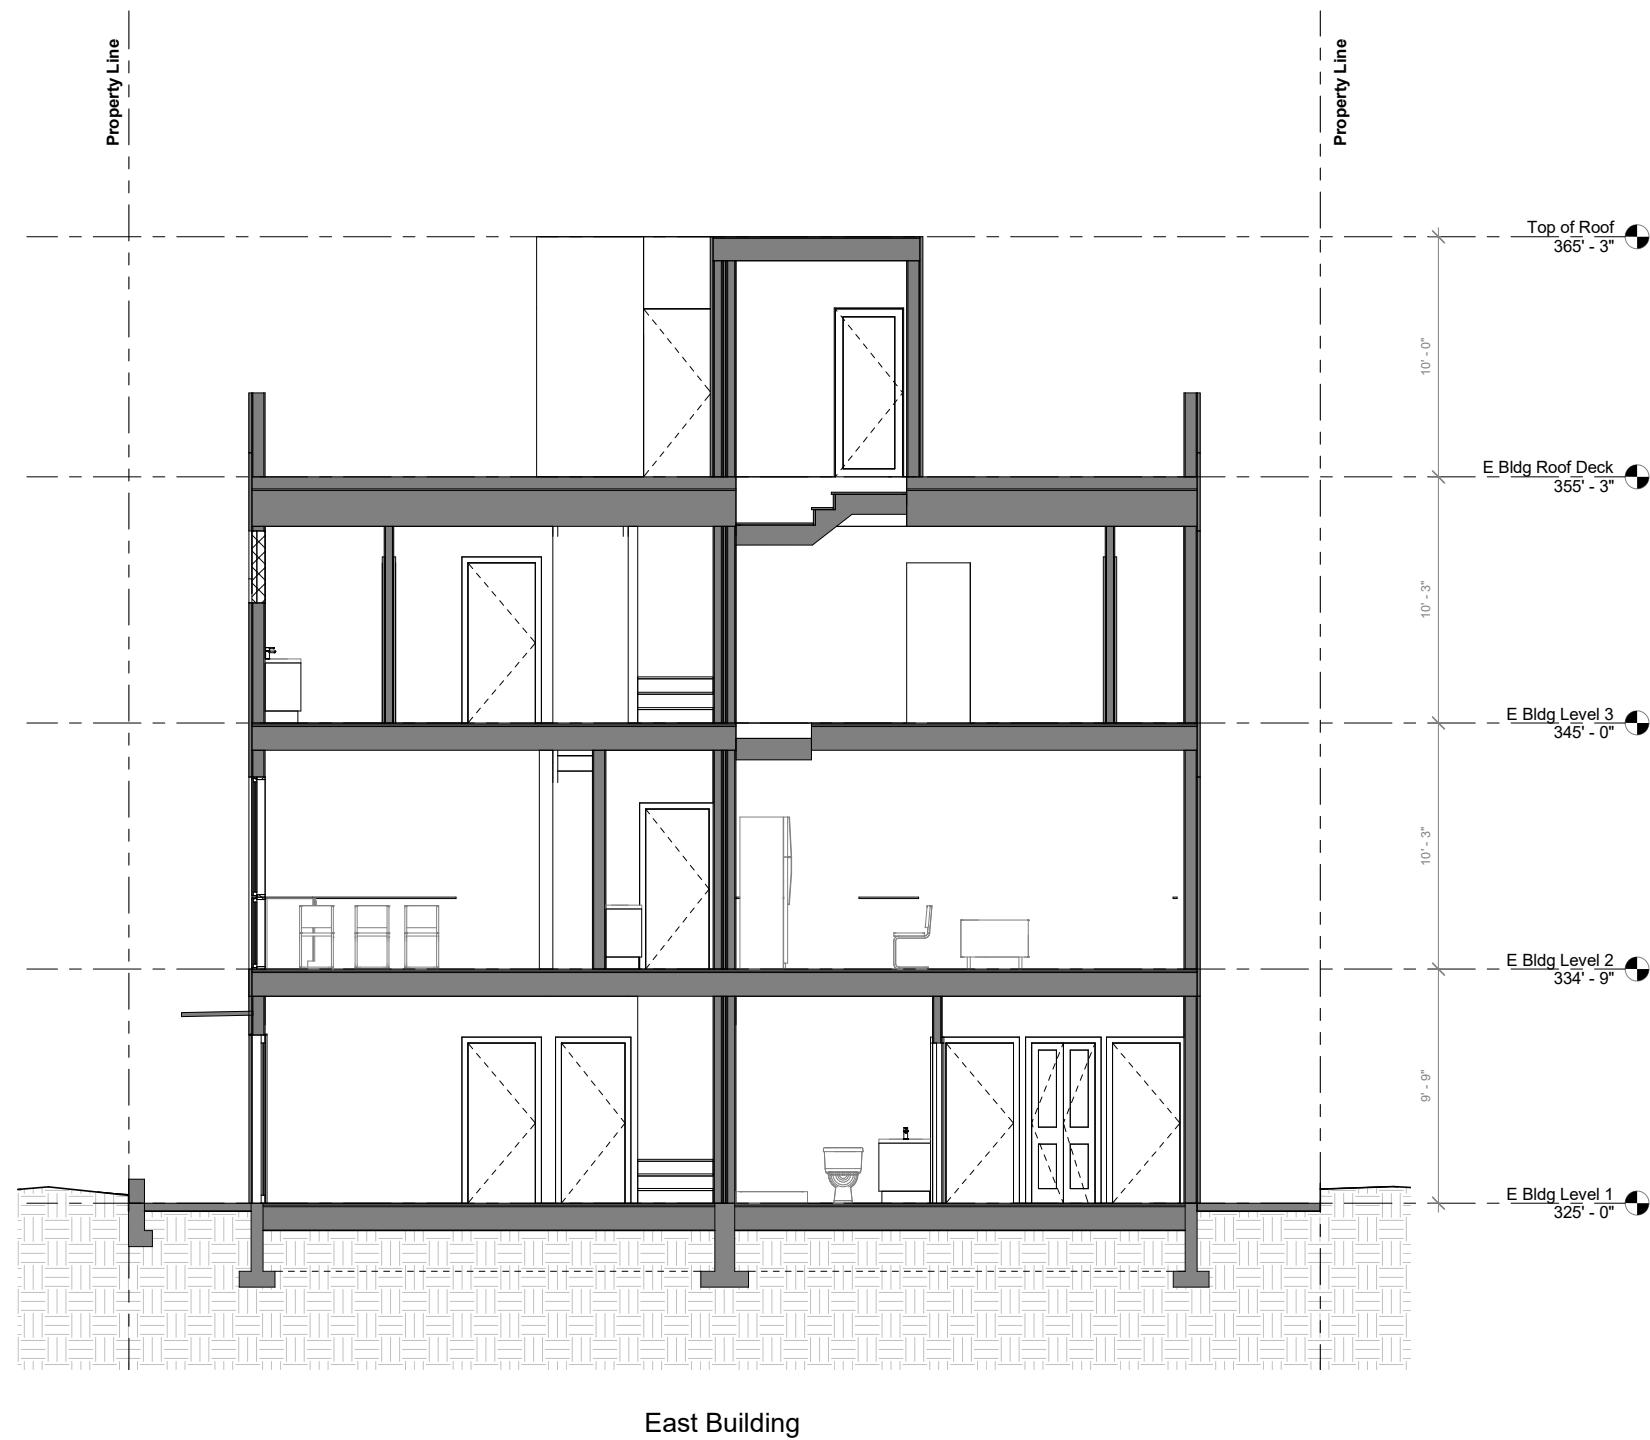 Property Line
Property Line
Top of Roof
365' - 3"
10' - 0"
E Bldg Roof Deck
355' - 3"
10' - 3"
E Bldg Level 3
345' - 0"
10' - 3"
E Bldg Level 2
334' - 9"
9' - 9"
E Bldg Level 1
325' - 0"
East Building